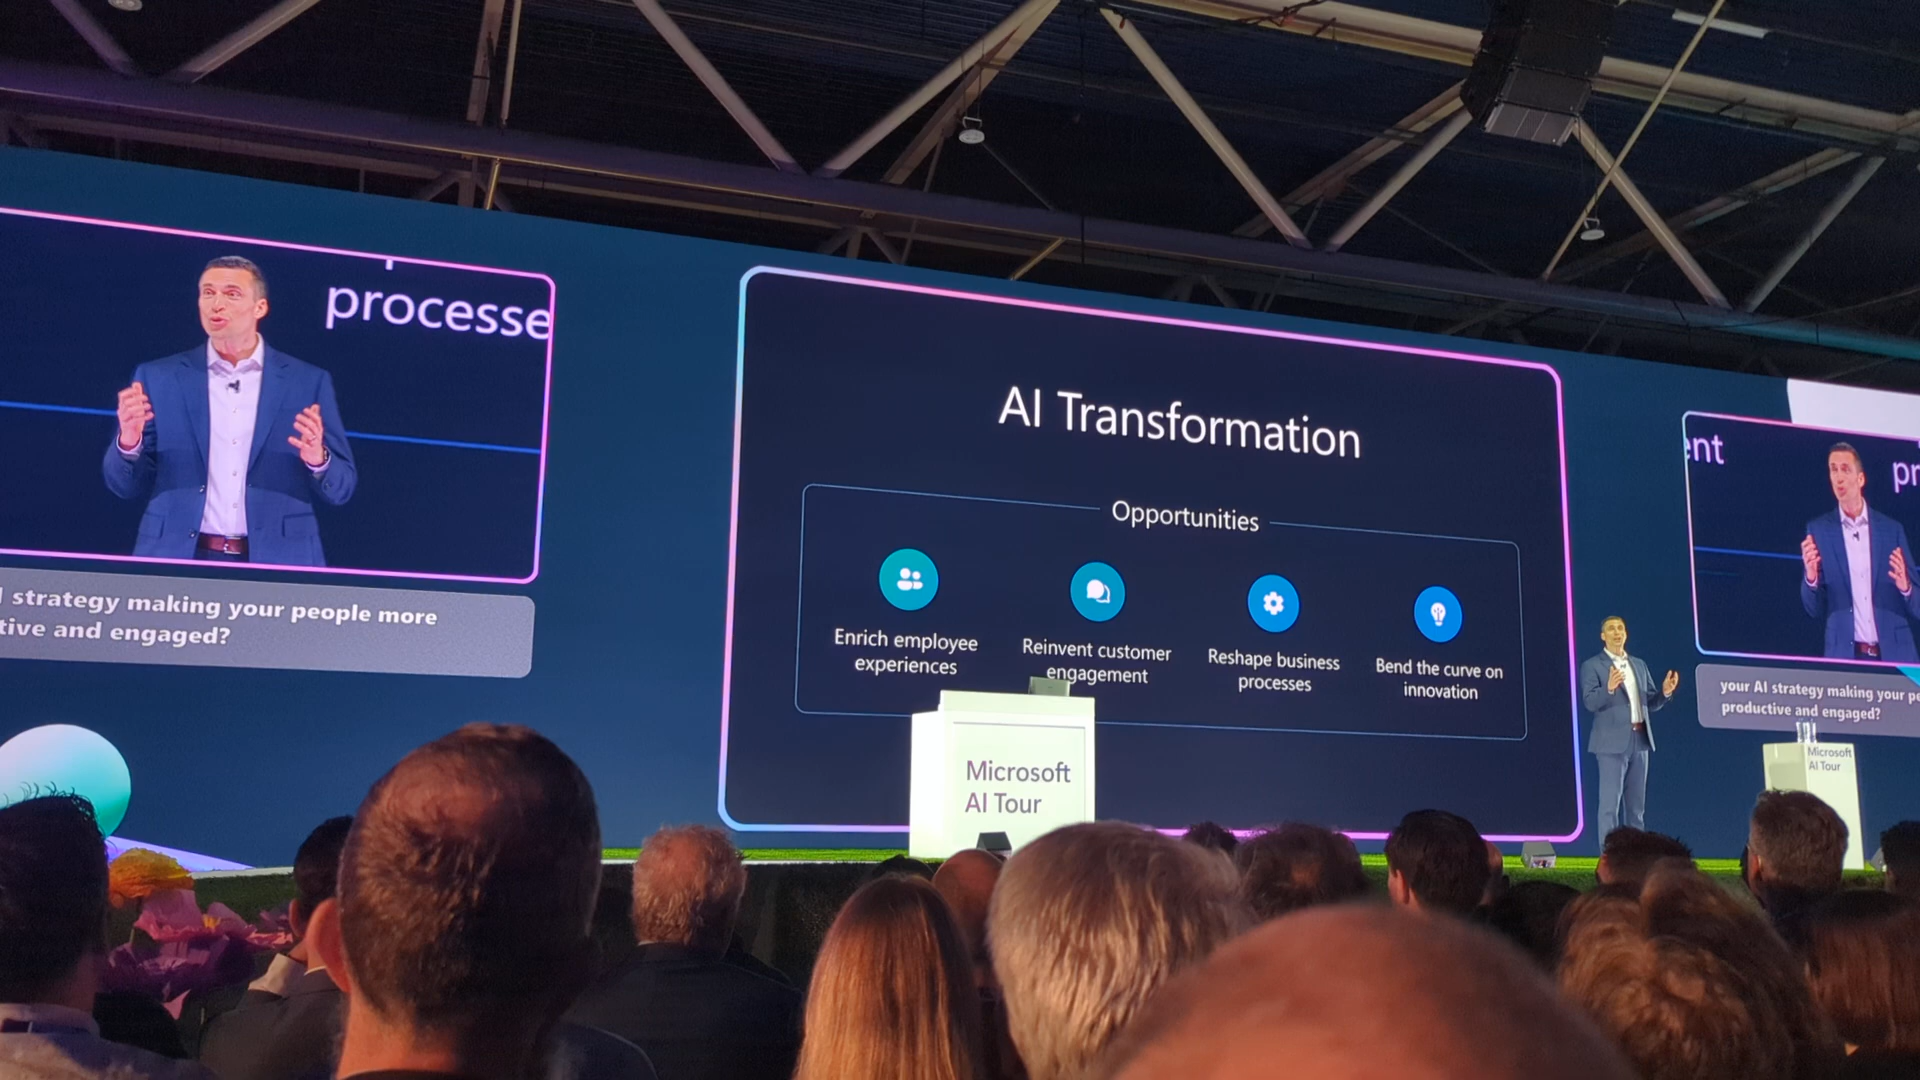 processe
strategy making your people more
tive and engaged?
AI Transformation
Opportunities
Enrich employee
experiences
Reinvent customer
engagement
Reshape business
processes
Bend the curve on
innovation
Microsoft
AI Tour
ent
pr
your AI strategy making your pe
productive and engaged?
Microsoft
AI Tour